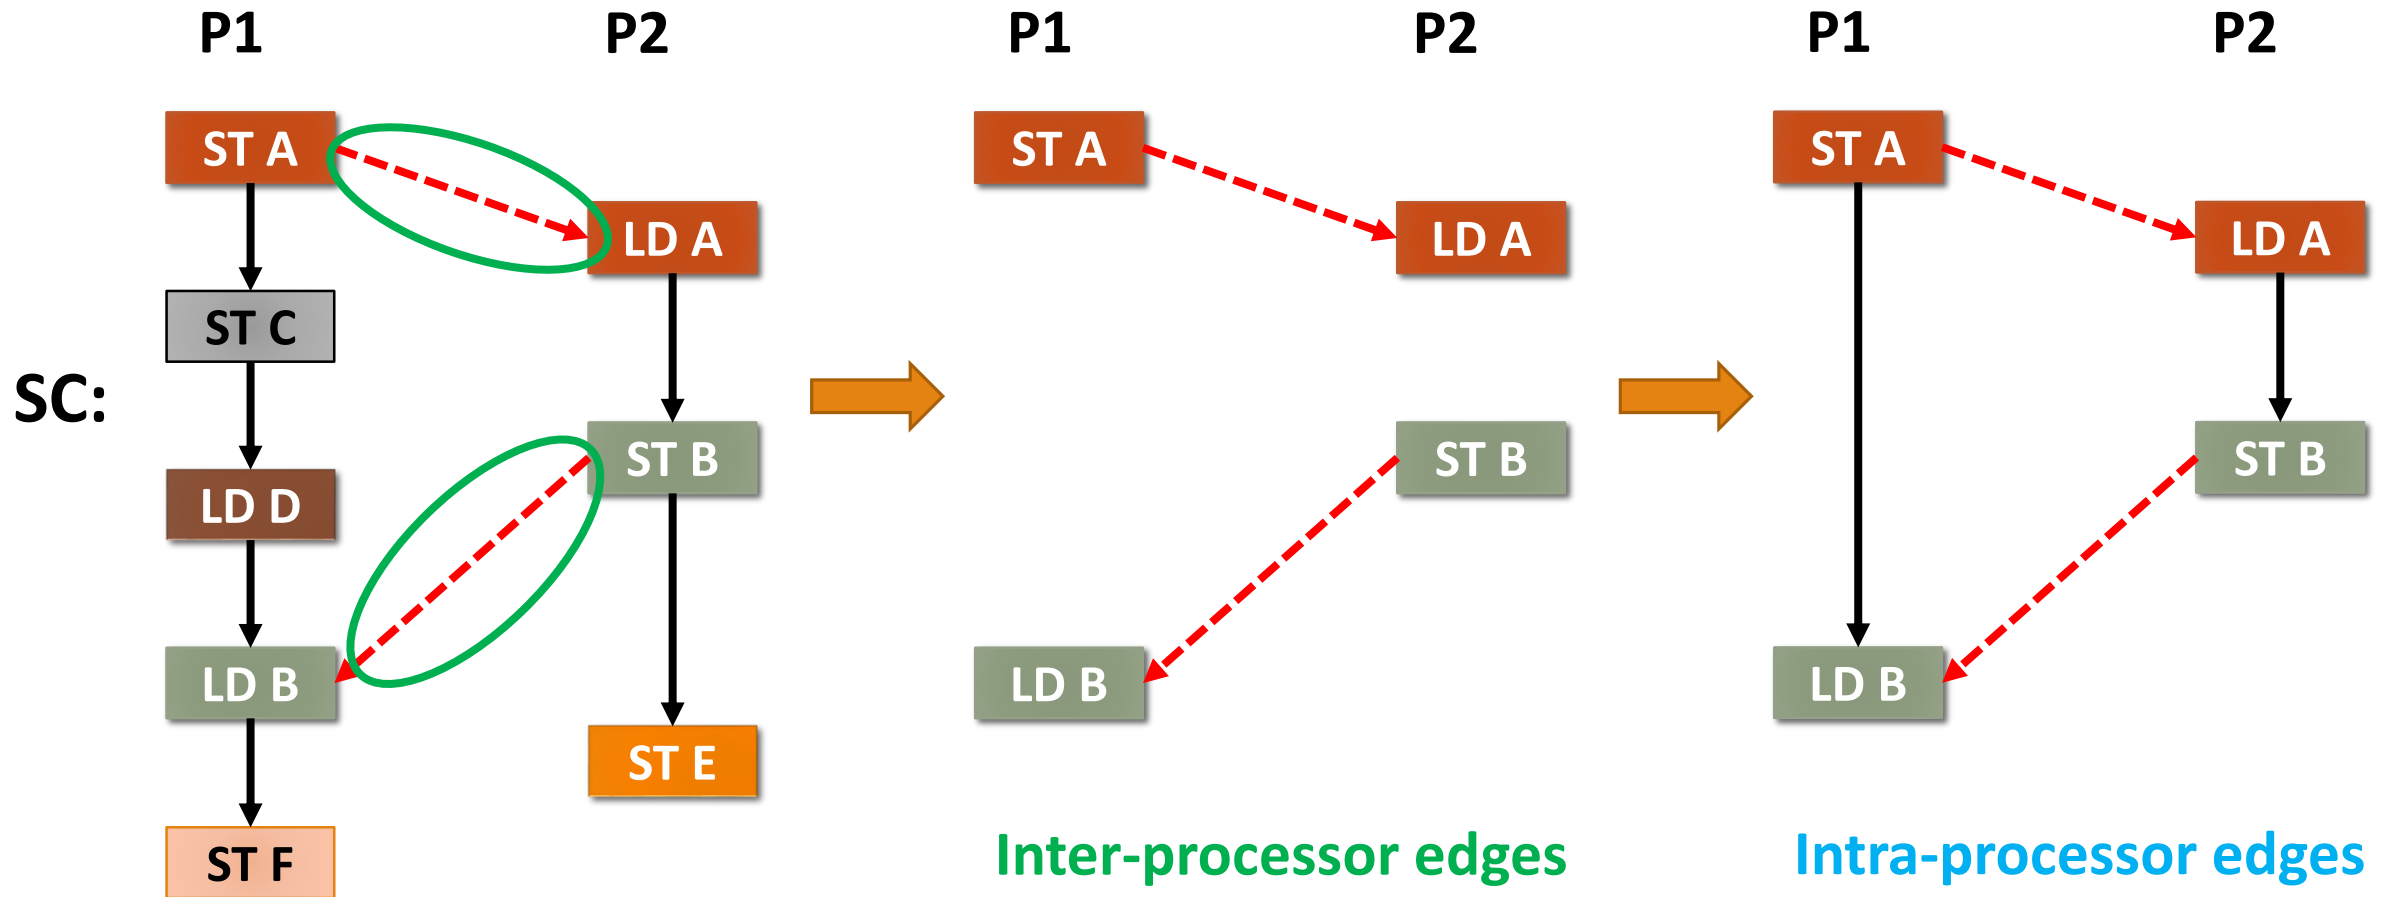 P1
P2
P1
P2
P1
P2
ST A
LD A
ST C
SC:
LD D
ST B
LD B
ST E
ST F
ST A
LD A
ST B
LD B
Inter-processor edges
ST A
LD A
ST B
LD B
Intra-processor edges